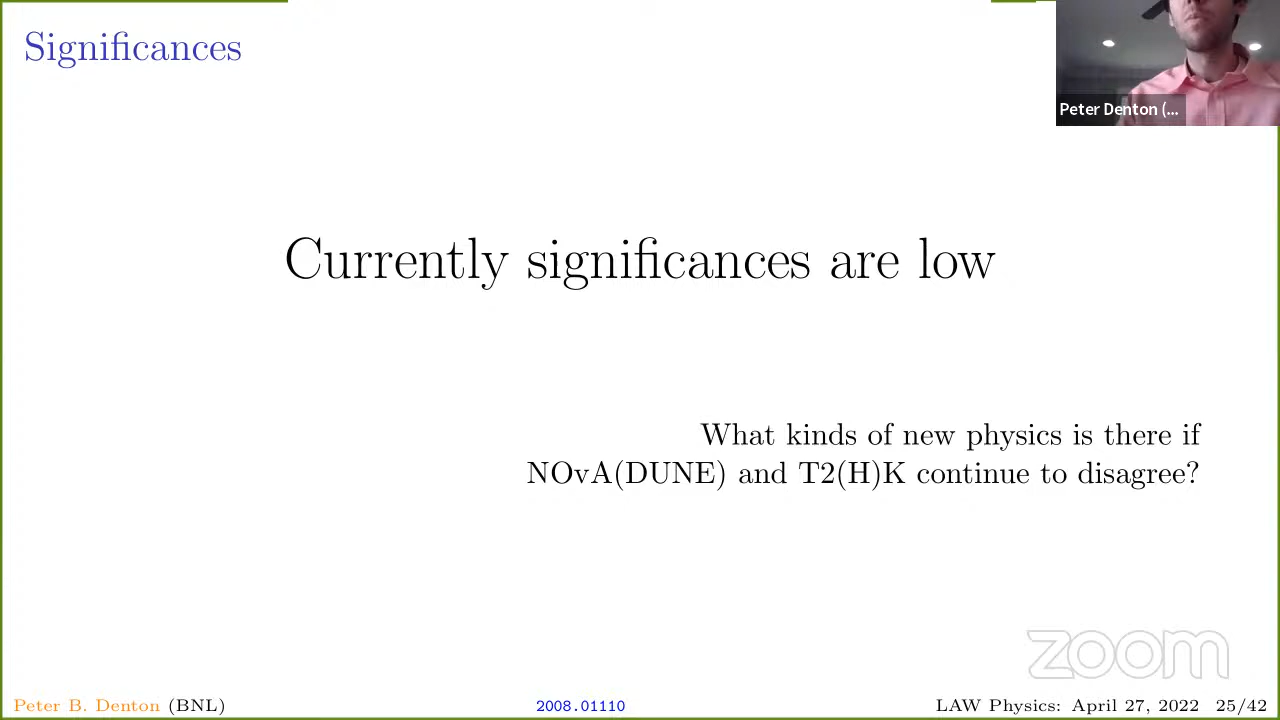 Significances
Peter Denton (...
Currently significances are low
What kinds of new physics is there if
NOvA(DUNE) and T2(H)K continue to disagree?
zoom
Peter B. Denton (BNL)
2008.01110
LAW Physics: April 27, 2022 25/42